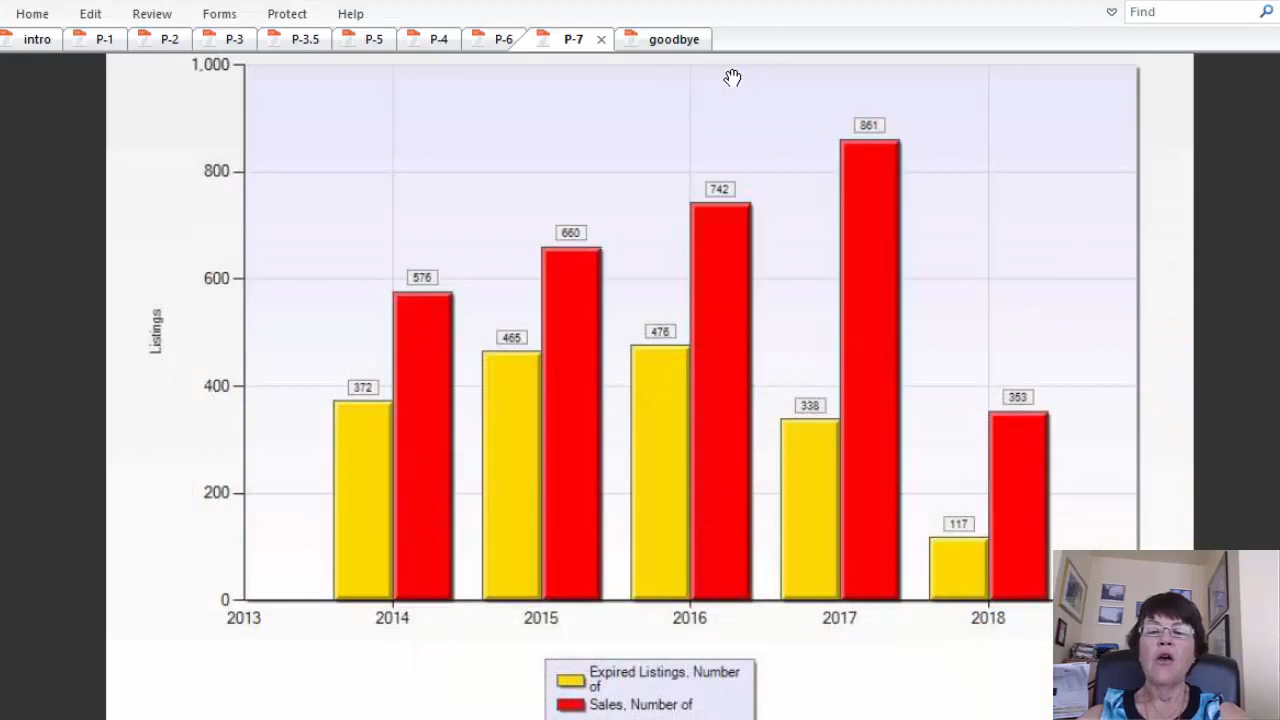 Home Edit Review Forms Protect Help Find
intro P-1 P-2 P-3 P-3.5 P-5 P-4 P-6 P-7 goodbye
1,000
861
800
742
660
600
576
Listings
465
476
400
372
338
353
200
117
0
2013 2014 2015 2016 2017 2018
Expired Listings, Number
of
Sales, Number of